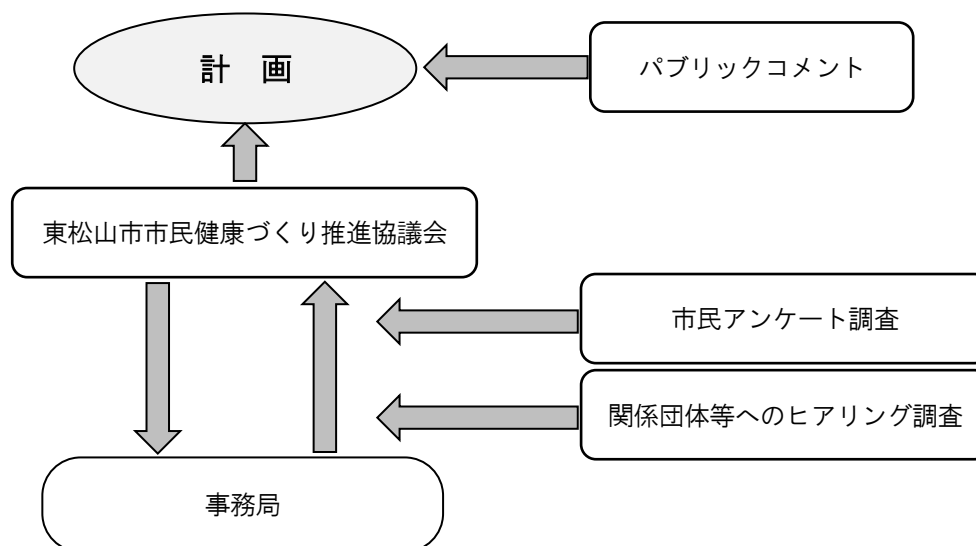 計　画
パブリックコメント
東松山市市民健康づくり推進協議会
市民アンケート調査
関係団体等へのヒアリング調査
事務局